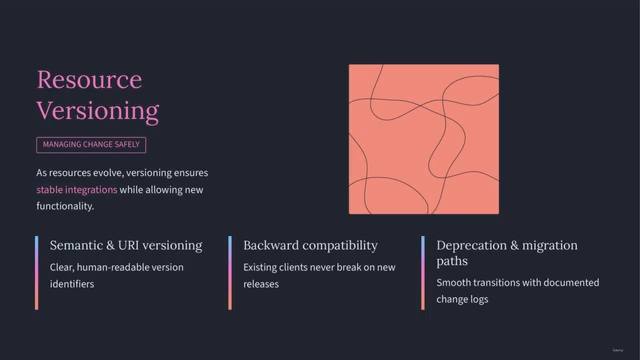 Resource
Versioning
MANAGING CHANGE SAFELY
As resources evolve, versioning ensures
stable integrations while allowing new
functionality.
Semantic & URI versioning
Clear, human-readable version
identifiers
Backward compatibility
Existing clients never break on new
releases
Deprecation & migration
paths
Smooth transitions with documented
change logs